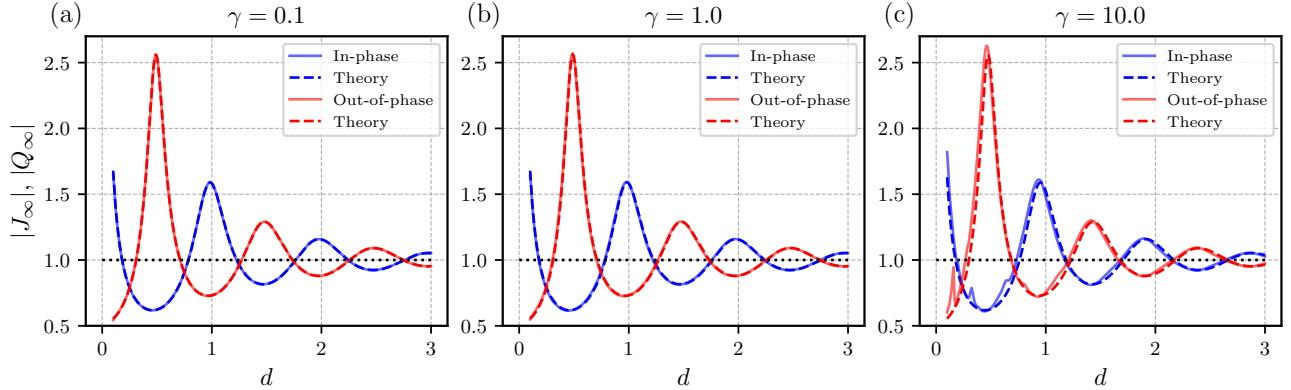 (a)
γ = 0.1
|J∞|, |Q∞|
2.5
2.0
1.5
1.0
0.5
In-phase
Theory
Out-of-phase
Theory
0
1
2
3
d
(b)
γ = 1.0
2.5
2.0
1.5
1.0
0.5
In-phase
Theory
Out-of-phase
Theory
0
1
2
3
d
(c)
γ = 10.0
2.5
2.0
1.5
1.0
0.5
In-phase
Theory
Out-of-phase
Theory
0
1
2
3
d